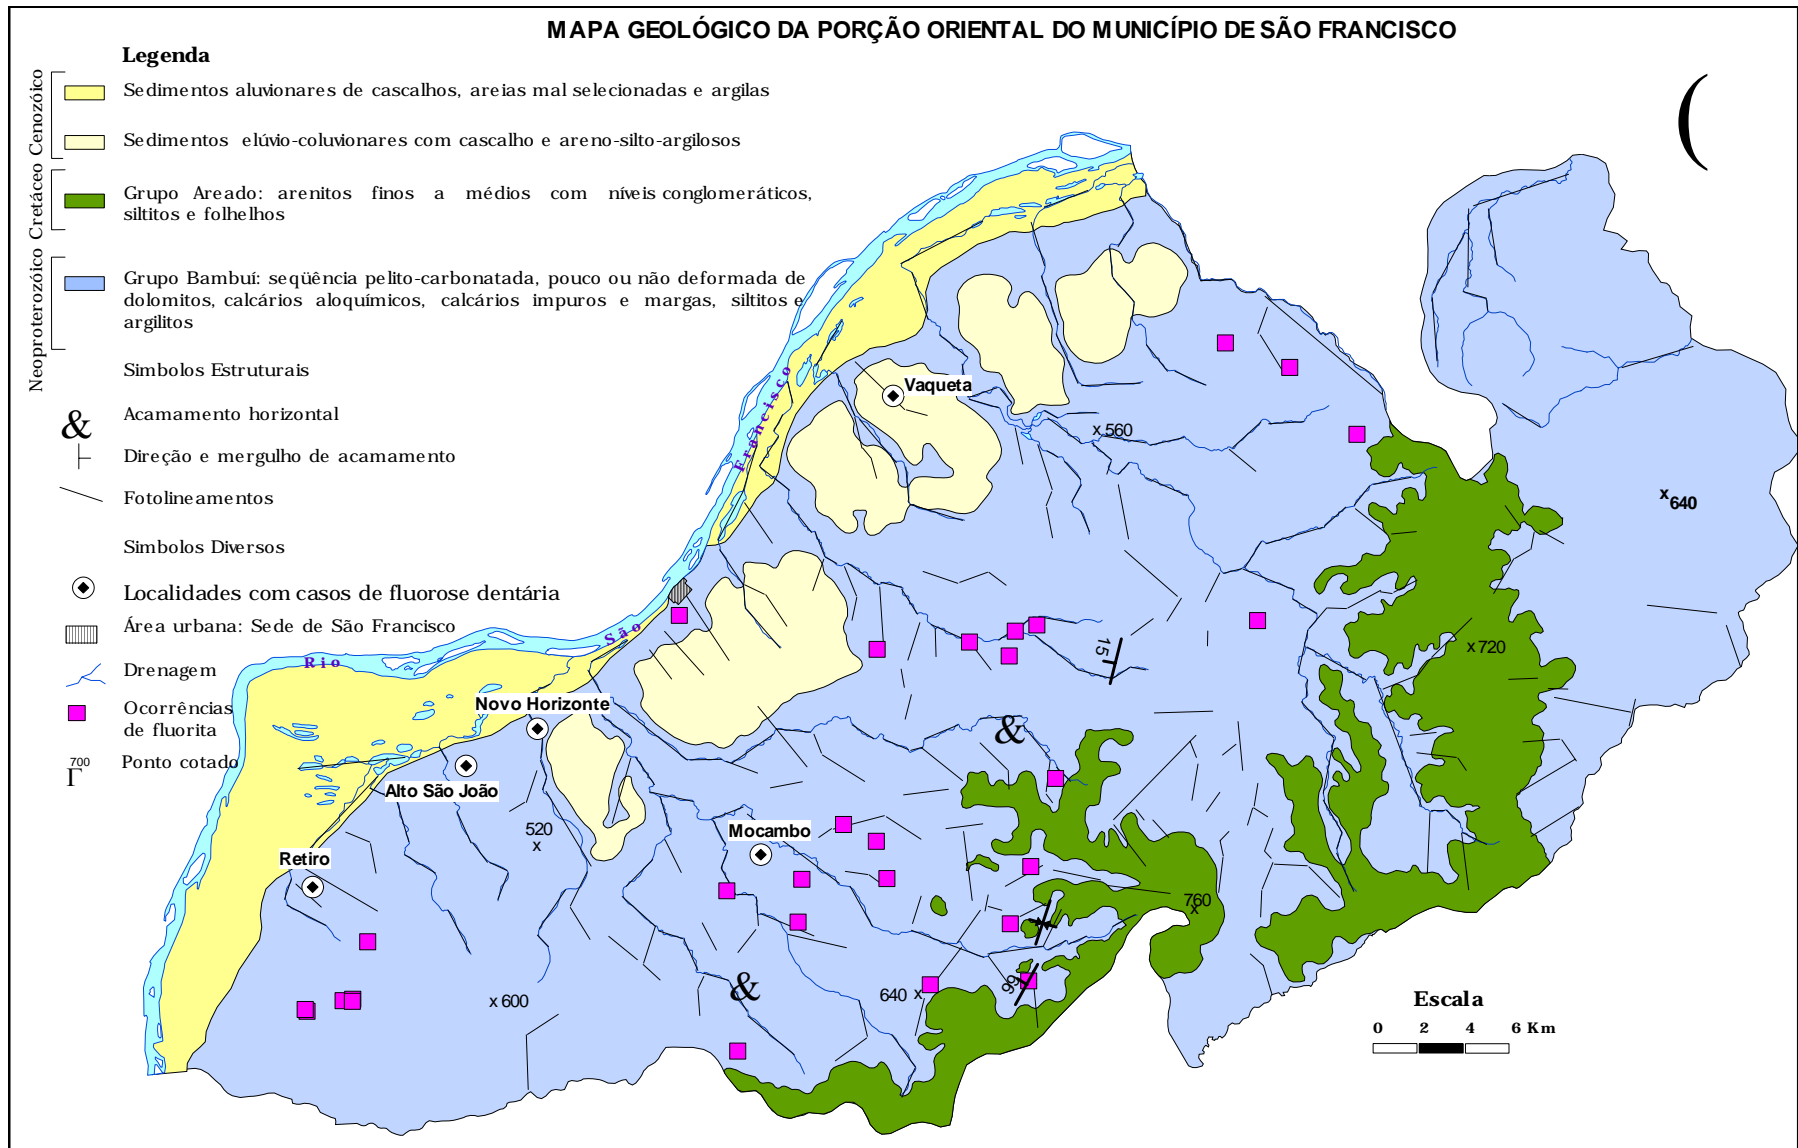 MAPA GEOLÓGICO DA PORÇÃO ORIENTAL DO MUNICÍPIO DE SÃO FRANCISCO
Legenda
Cenozóico
Sedimentos aluvionares de cascalhos, areias mal selecionadas e argilas
Sedimentos elúvio-coluvionares com cascalho e areno-silto-argilosos
Cretáceo
Grupo Areado: arenitos finos a médios com níveis conglomeráticos,
siltitos e folhelhos
Neoproterozóico
Grupo Bambuí: seqüência pelito-carbonatada, pouco ou não deformada de
dolomitos, calcários aloquímicos, calcários impuros e margas, siltitos e
argilitos
Simbolos Estruturais
& Acamamento horizontal
Direção e mergulho de acamamento
Fotolineamentos
Simbolos Diversos
Localidades com casos de fluorose dentária
Área urbana: Sede de São Francisco
Drenagem
Ocorrências
de fluorita
700
Γ Ponto cotado
(
Rio São Francisco
Vaqueta
x 560
x 640
x 720
15
&
Novo Horizonte
Alto São João
520
x
Mocambo
Retiro
760
x
&
x 600
640 x
66
Escala
0 2 4 6 Km